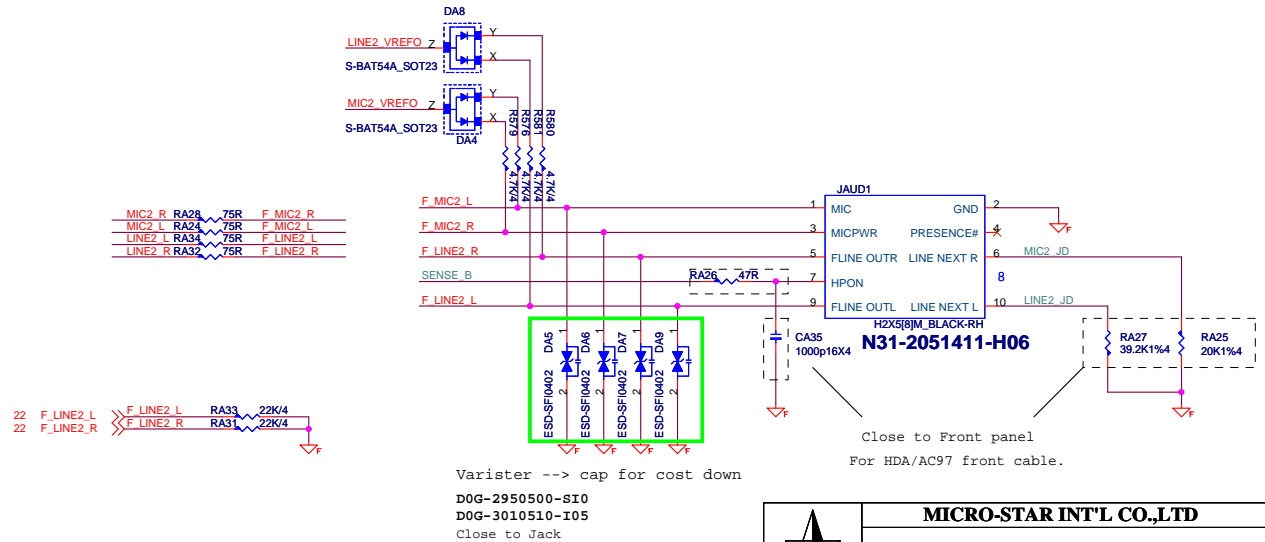 DA8
LINE2_VREFO Z Y X
S-BAT54A_SOT23
MIC2_VREFO Z Y X
S-BAT54A_SOT23
DA4
R579 R576 R581 R580
4.7K/4 4.7K/4 4.7K/4 4.7K/4
MIC2_R RA28 75R F_MIC2_R
MIC2_L RA24 75R F_MIC2_L
LINE2_L RA34 75R F_LINE2_L
LINE2_R RA32 75R F_LINE2_R
JAUD1
F_MIC2_L 1 MIC GND 2
F
F_MIC2_R 3 MICPWR PRESENCE# 4
F_LINE2_R 5 FLINE OUTR LINE NEXT R 6 MIC2_JD
SENSE_B RA26 47R 7 HPON 8
F_LINE2_L 9 FLINE OUTL LINE NEXT L 10 LINE2_JD
H2X5[8]M_BLACK-RH
N31-2051411-H06
CA35
1000p16X4
F
RA27
39.2K1%4
RA25
20K1%4
F
DA5 1 2 ESD-SFI0402
DA6 1 2 ESD-SFI0402
DA7 1 2 ESD-SFI0402
DA9 1 2 ESD-SFI0402
F F F F
22 F_LINE2_L F_LINE2_L RA33 22K/4
22 F_LINE2_R F_LINE2_R RA31 22K/4
F
Close to Front panel
For HDA/AC97 front cable.
Varister --> cap for cost down
D0G-2950500-SI0
D0G-3010510-I05
Close to Jack
MICRO-STAR INT'L CO.,LTD